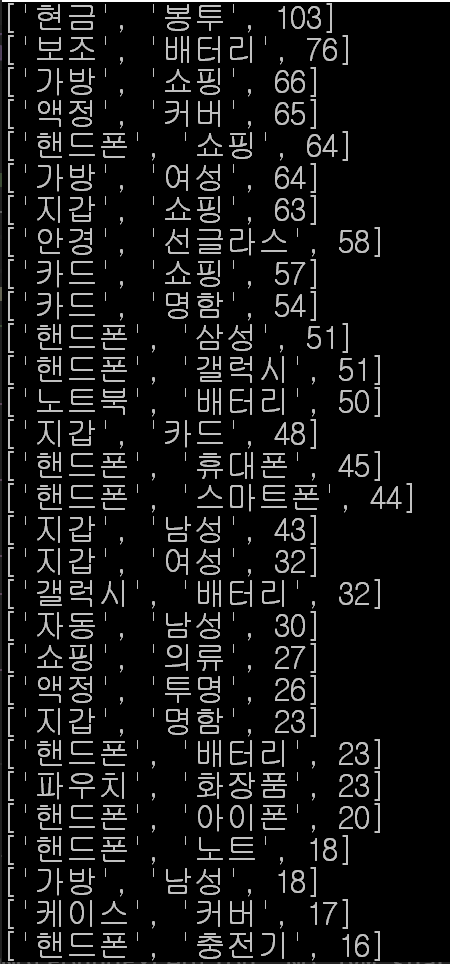 ['현금', '봉투', 103]
['보조', '배터리', 76]
['가방', '쇼핑', 66]
['액정', '커버', 65]
['핸드폰', '쇼핑', 64]
['가방', '여성', 64]
['지갑', '쇼핑', 63]
['안경', '선글라스', 58]
['카드', '쇼핑', 57]
['카드', '명함', 54]
['핸드폰', '삼성', 51]
['핸드폰', '갤럭시', 51]
['노트북', '배터리', 50]
['지갑', '카드', 48]
['핸드폰', '휴대폰', 45]
['핸드폰', '스마트폰', 44]
['지갑', '남성', 43]
['지갑', '여성', 32]
['갤럭시', '배터리', 32]
['자동', '남성', 30]
['쇼핑', '의류', 27]
['액정', '투명', 26]
['지갑', '명함', 23]
['핸드폰', '배터리', 23]
['파우치', '화장품', 23]
['핸드폰', '아이폰', 20]
['핸드폰', '노트', 18]
['가방', '남성', 18]
['케이스', '커버', 17]
['핸드폰', '충전기', 16]